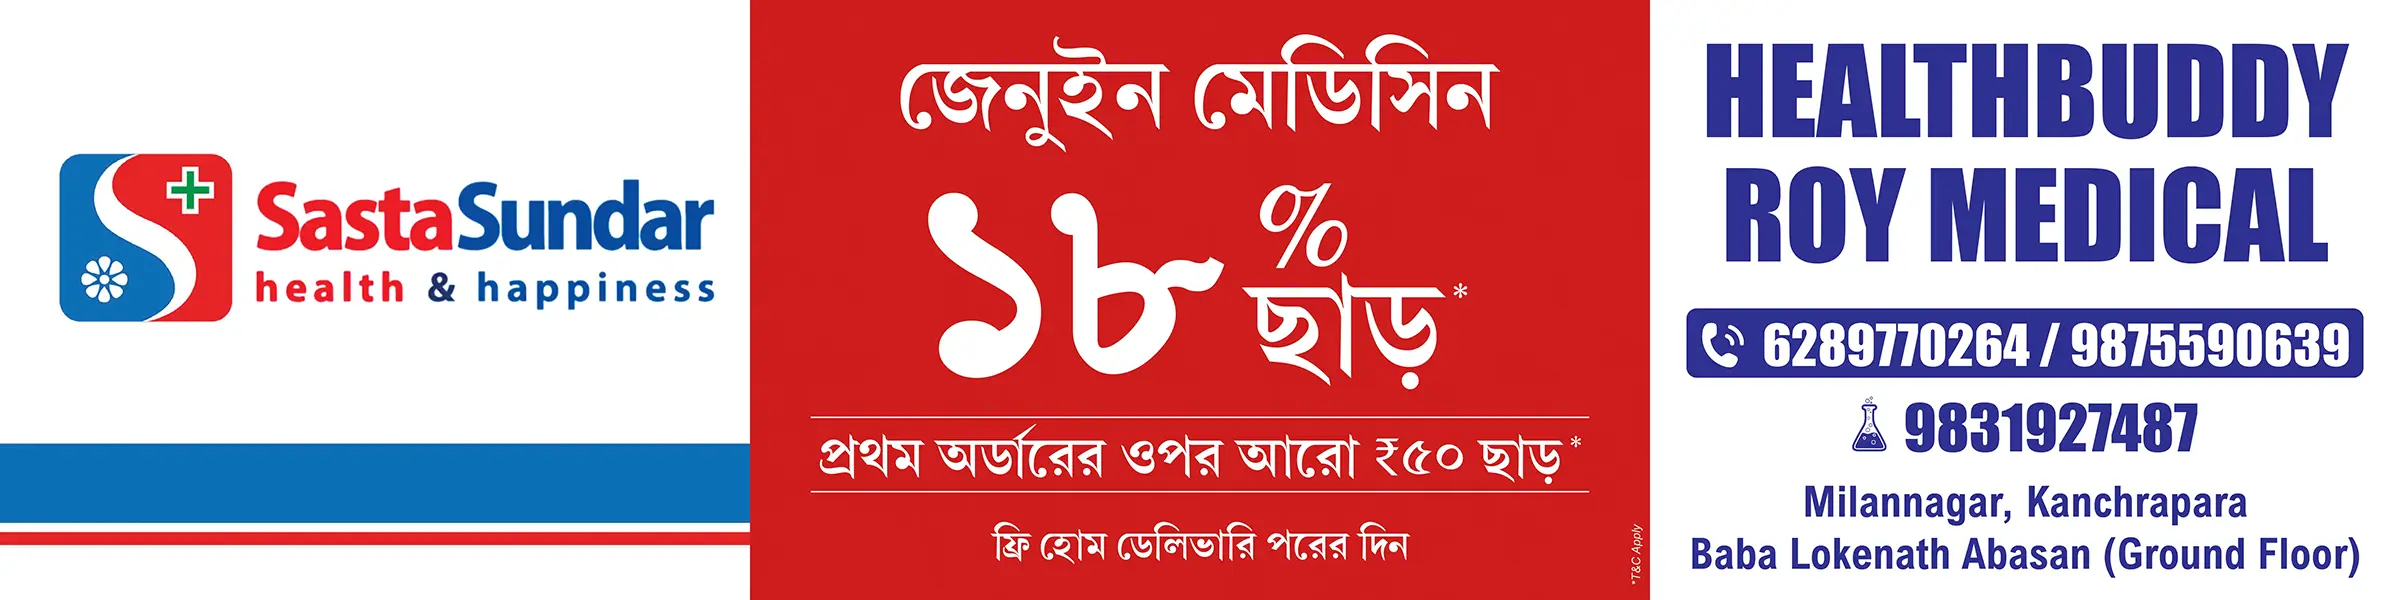 SastaSundar
health & happiness
জেনুইন মেডিসিন
১৮%
ছাড়*
প্রথম অর্ডারের ওপর আরো ₹৫০ ছাড়*
ফ্রি হোম ডেলিভারি পরের দিন
*T&C Apply
HEALTHBUDDY
ROY MEDICAL
6289770264 / 9875590639
9831927487
Milannagar, Kanchrapara
Baba Lokenath Abasan (Ground Floor)